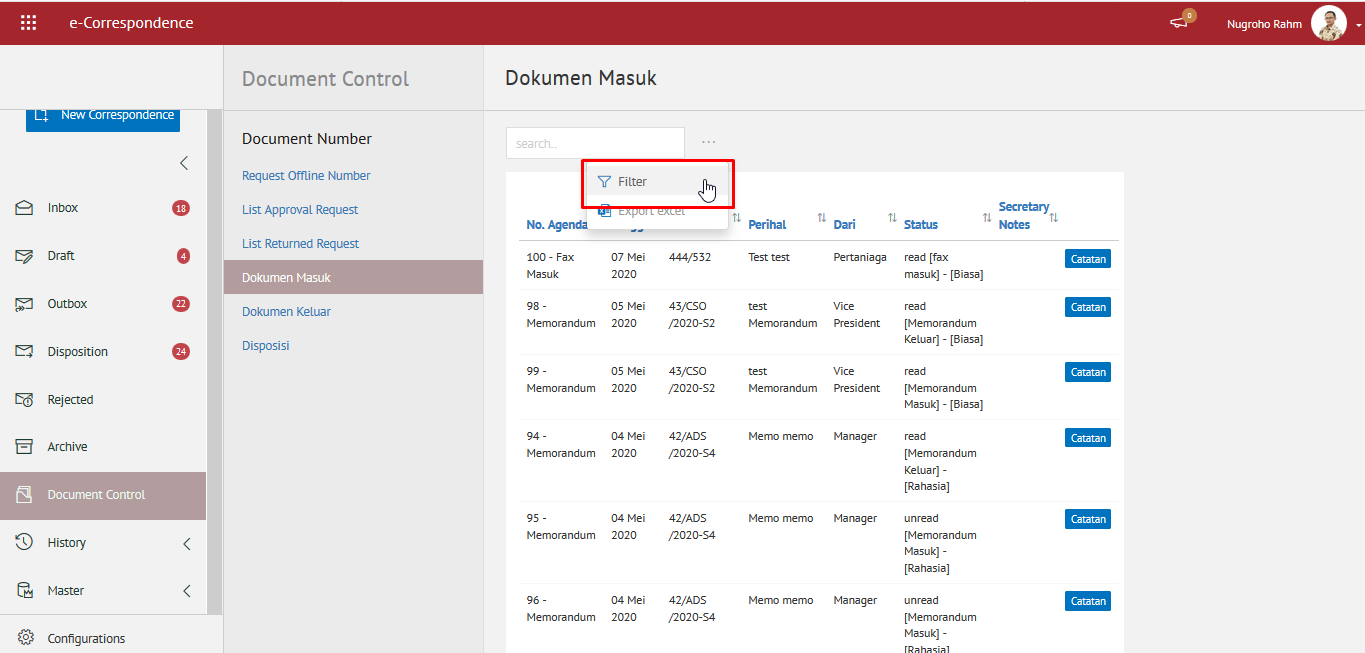 e-Correspondence
0
Nugroho Rahm
New Correspondence
Inbox 18
Draft 4
Outbox 22
Disposition 24
Rejected
Archive
Document Control
History
Master
Configurations
Document Control
Document Number
Request Offline Number
List Approval Request
List Returned Request
Dokumen Masuk
Dokumen Keluar
Disposisi
Dokumen Masuk
search..
...
Filter
Export excel
No. Agenda Perihal Dari Status Secretary
Notes
100 - Fax 07 Mei 444/532 Test test Pertaniaga read [fax Catatan
Masuk 2020 masuk] - [Biasa]
98 - 05 Mei 43/CSO test Vice read Catatan
Memorandum 2020 /2020-S2 Memorandum President [Memorandum
Keluar] - [Biasa]
99 - 05 Mei 43/CSO test Vice read Catatan
Memorandum 2020 /2020-S2 Memorandum President [Memorandum
Masuk] - [Biasa]
94 - 04 Mei 42/ADS Memo memo Manager read Catatan
Memorandum 2020 /2020-S4 [Memorandum
Keluar] -
[Rahasia]
95 - 04 Mei 42/ADS Memo memo Manager unread Catatan
Memorandum 2020 /2020-S4 [Memorandum
Masuk] -
[Rahasia]
96 - 04 Mei 42/ADS Memo memo Manager unread Catatan
Memorandum 2020 /2020-S4 [Memorandum
Masuk] -
[Rahasia]